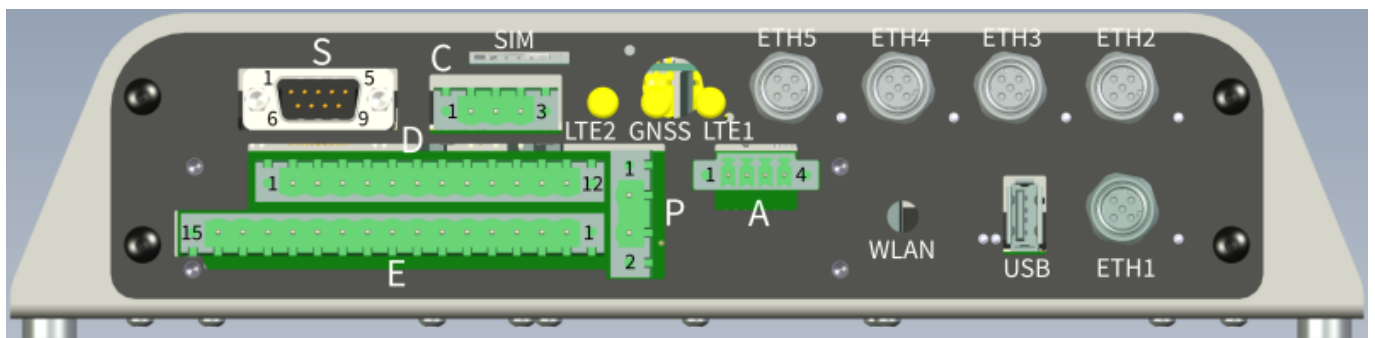 S
C
SIM
ETH5
ETH4
ETH3
ETH2
1
5
6
9
1
3
LTE2
GNSS
LTE1
D
1
12
1
2
P
1
4
A
15
1
E
WLAN
USB
ETH1